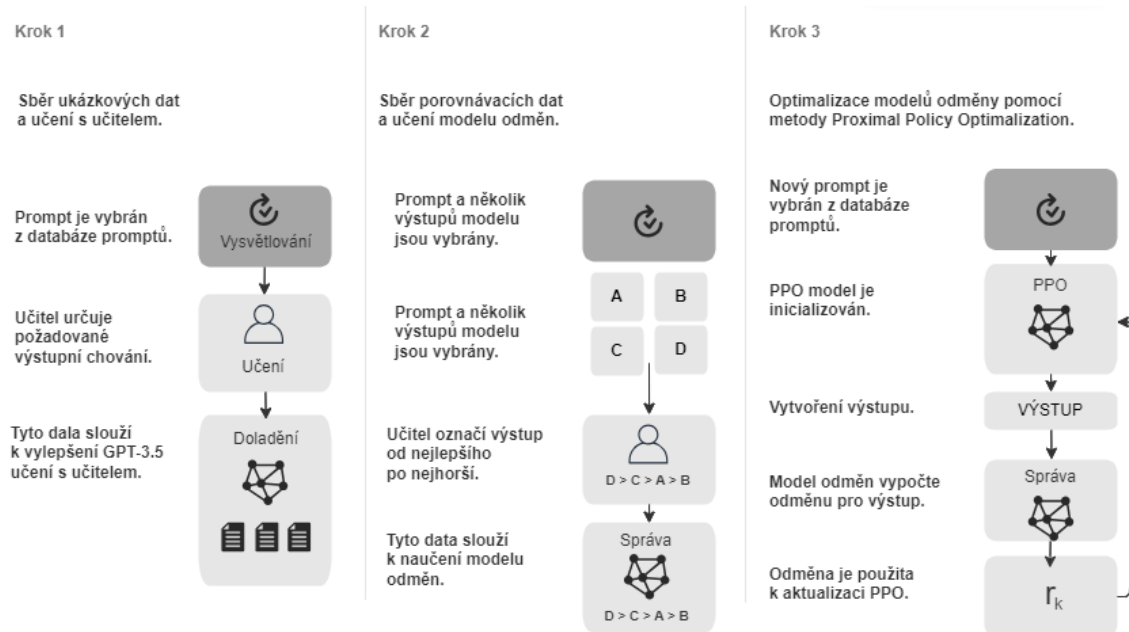 Krok 1
Sběr ukázkových dat
a učení s učitelem.
Prompt je vybrán
z databáze promptů.
Vysvětlování
Učitel určuje
požadované
výstupní chování.
Učení
Tyto dala slouží
k vylepšení GPT-3.5
učení s učitelem.
Doladění
Krok 2
Sběr porovnávacích dat
a učení modelu odměn.
Prompt a několik
výstupů modelu
jsou vybrány.
Prompt a několik
výstupů modelu
jsou vybrány.
A B
C D
Učitel označí výstup
od nejlepšího
po nejhorší.
D > C > A > B
Tyto data slouží
k naučení modelu
odměn.
Správa
D > C > A > B
Krok 3
Optimalizace modelů odměny pomocí
metody Proximal Policy Optimalization.
Nový prompt je
vybrán z databáze
promptů.
PPO model je
inicializován.
PPO
Vytvoření výstupu.
VÝSTUP
Model odměn vypočte
odměnu pro výstup.
Správa
Odměna je použita
k aktualizaci PPO.
rk